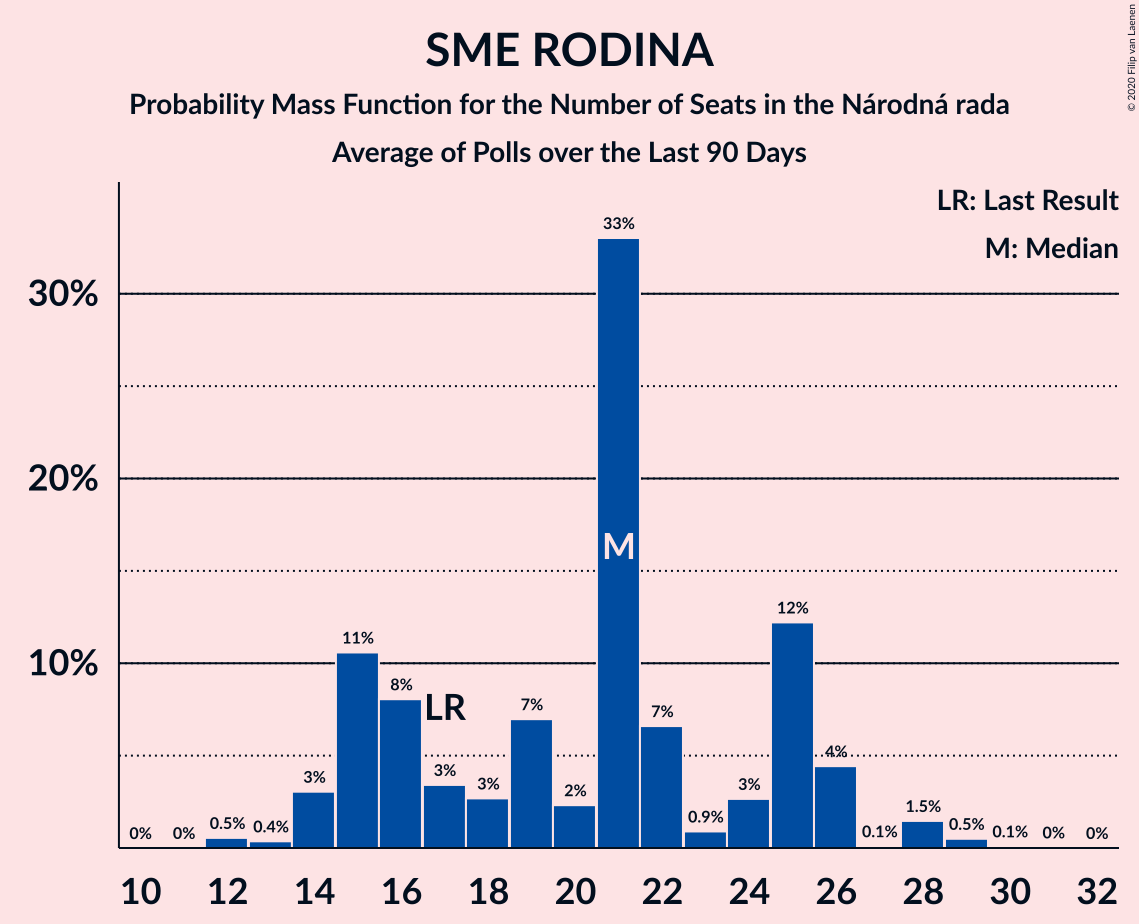 SME RODINA
Probability Mass Function for the Number of Seats in the Národná rada
Average of Polls over the Last 90 Days
© 2020 Filip van Laenen
LR: Last Result
M: Median
30%
20%
10%
0%
0%
0.5%
0.4%
3%
11%
8%
LR
3%
3%
7%
2%
33%
M
7%
0.9%
3%
12%
4%
0.1%
1.5%
0.5%
0.1%
0%
0%
10 12 14 16 18 20 22 24 26 28 30 32